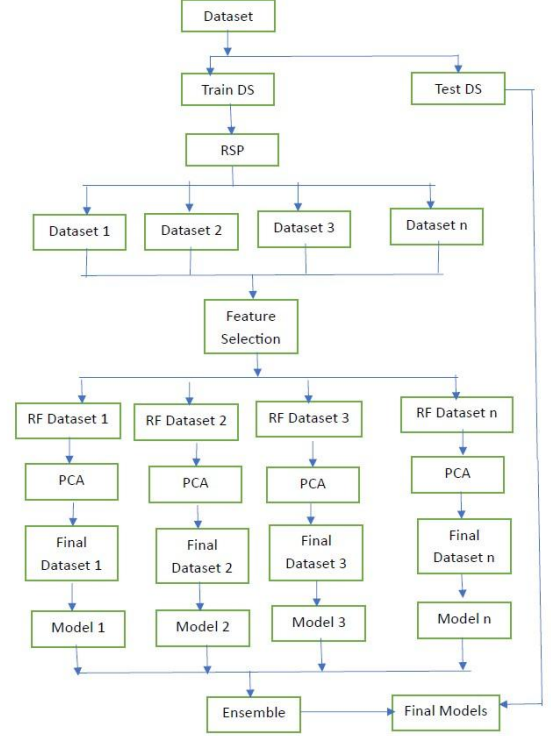 Dataset
Train DS
Test DS
RSP
Dataset 1
Dataset 2
Dataset 3
Dataset n
Feature
Selection
RF Dataset 1
RF Dataset 2
RF Dataset 3
RF Dataset n
PCA
PCA
PCA
PCA
Final
Dataset 1
Final
Dataset 2
Final
Dataset 3
Final
Dataset n
Model 1
Model 2
Model 3
Model n
Ensemble
Final Models